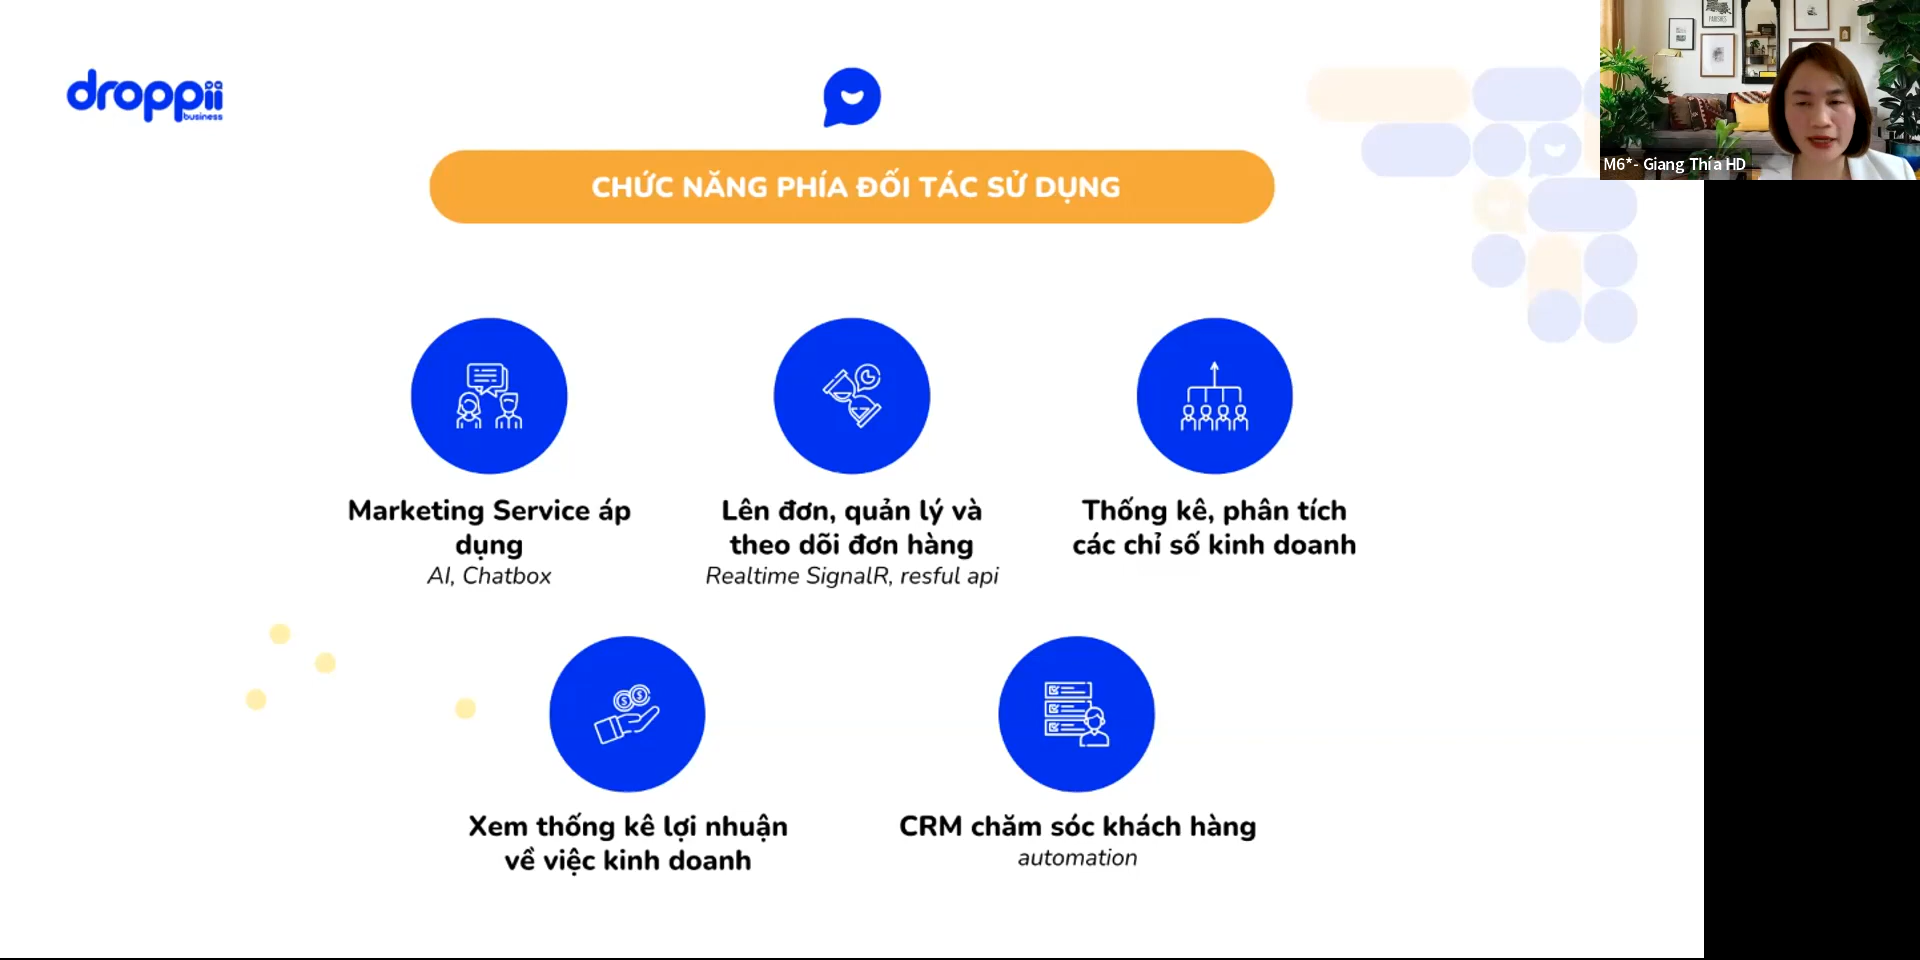 droppii
business
CHỨC NĂNG PHÍA ĐỐI TÁC SỬ DỤNG
M6*- Giang Thía HD
Marketing Service áp
dụng
AI, Chatbox
Lên đơn, quản lý và
theo dõi đơn hàng
Realtime SignalR, resful api
Thống kê, phân tích
các chỉ số kinh doanh
Xem thống kê lợi nhuận
về việc kinh doanh
CRM chăm sóc khách hàng
automation